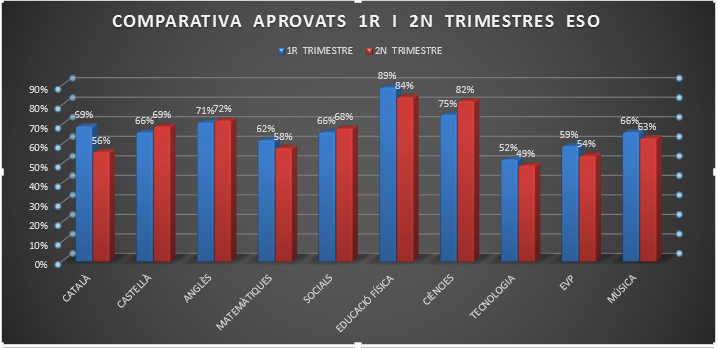 COMPARATIVA APROVATS 1R I 2N TRIMESTRES ESO
1R TRIMESTRE 2N TRIMESTRE
90%
80%
70%
60%
50%
40%
30%
20%
10%
0%
69% 56% 66% 69% 71% 72% 62% 58% 66% 68% 89% 84% 75% 82% 52% 49% 59% 54% 66% 63%
CATALÀ
CASTELLÀ
ANGLÈS
MATEMÀTIQUES
SOCIALS
EDUCACIÓ FÍSICA
CIÈNCIES
TECNOLOGIA
EVP
MÚSICA